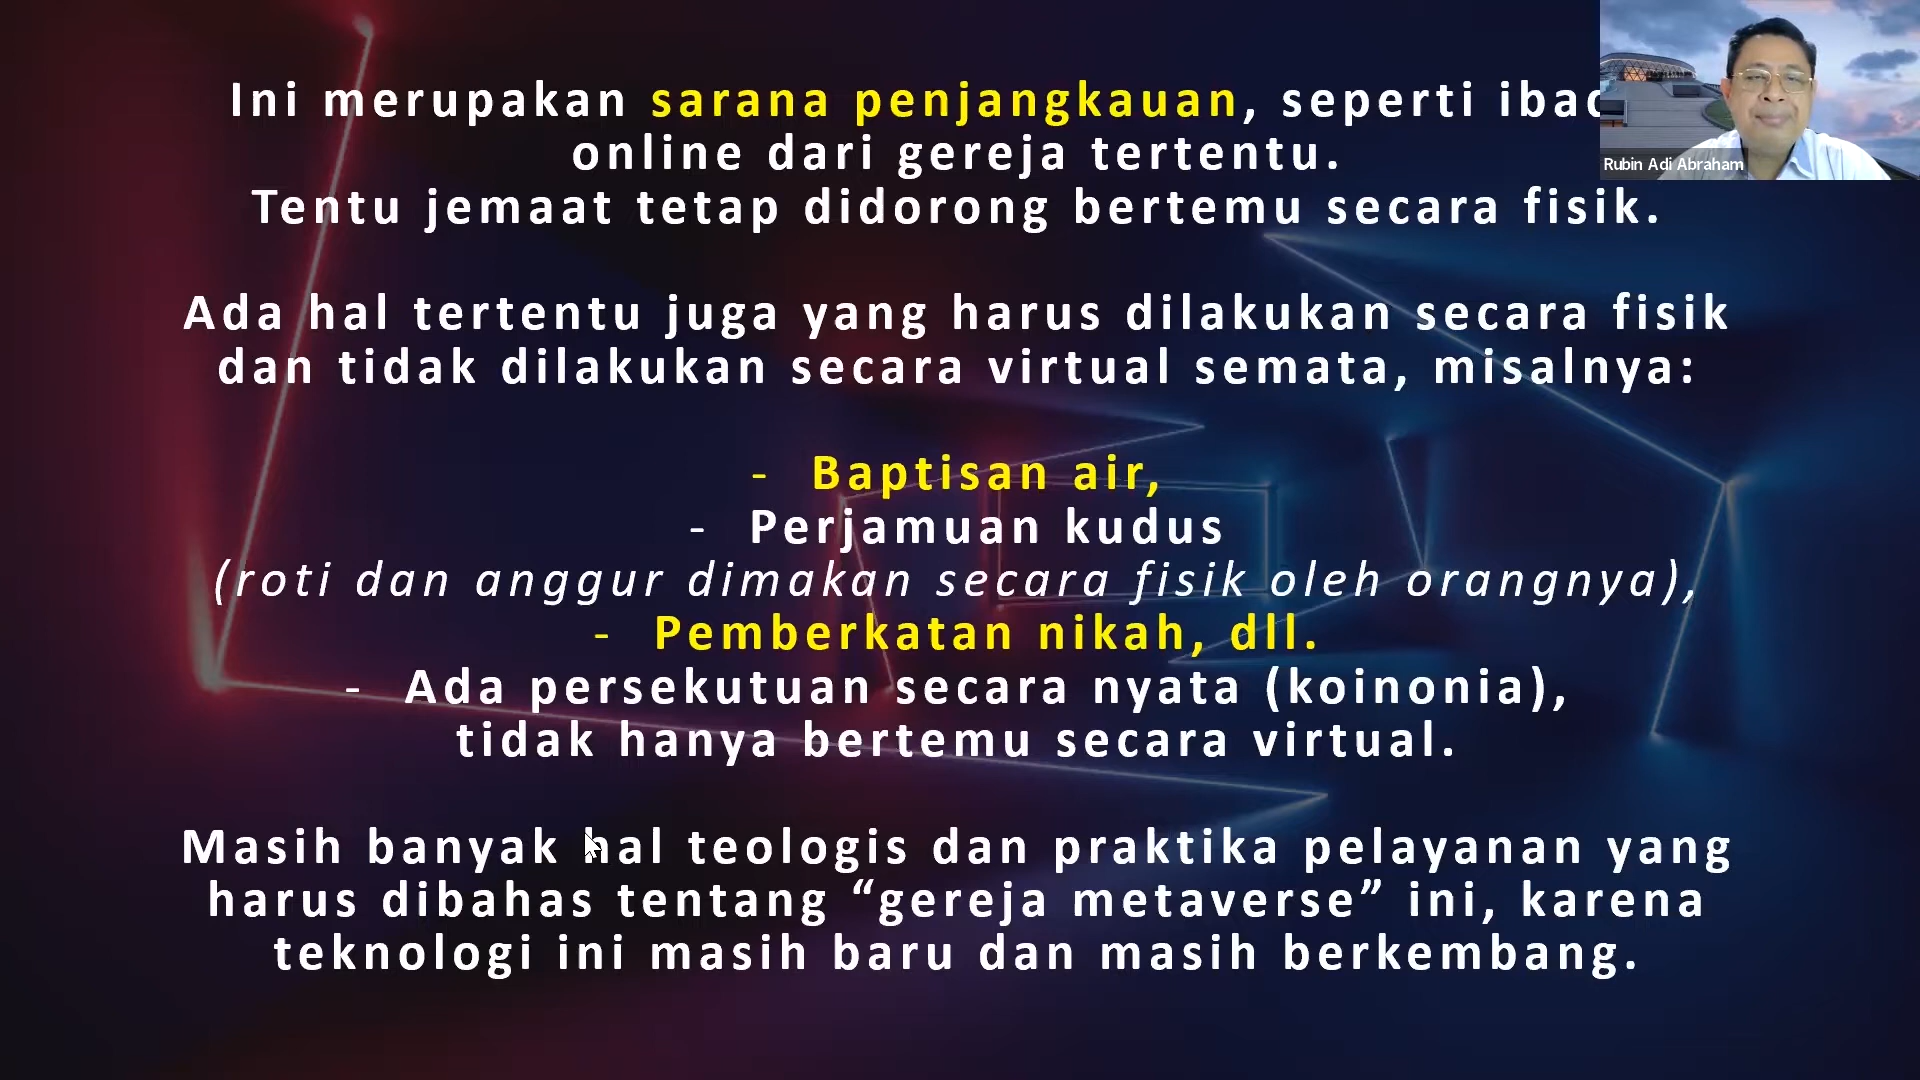 Ini merupakan sarana penjangkauan, seperti
online dari gereja tertentu.
Tentu jemaat tetap didorong bertemu secara fisik.
Ada hal tertentu juga yang harus dilakukan secara fisik
dan tidak dilakukan secara virtual semata, misalnya:
- Baptisan air,
- Perjamuan kudus
(roti dan anggur dimakan secara fisik oleh orangnya),
- Pemberkatan nikah, dll.
- Ada persekutuan secara nyata (koinonia),
tidak hanya bertemu secara virtual.
Masih banyak hal teologis dan praktika pelayanan yang
harus dibahas tentang “gereja metaverse” ini, karena
teknologi ini masih baru dan masih berkembang.
Rubin Adi Abraham